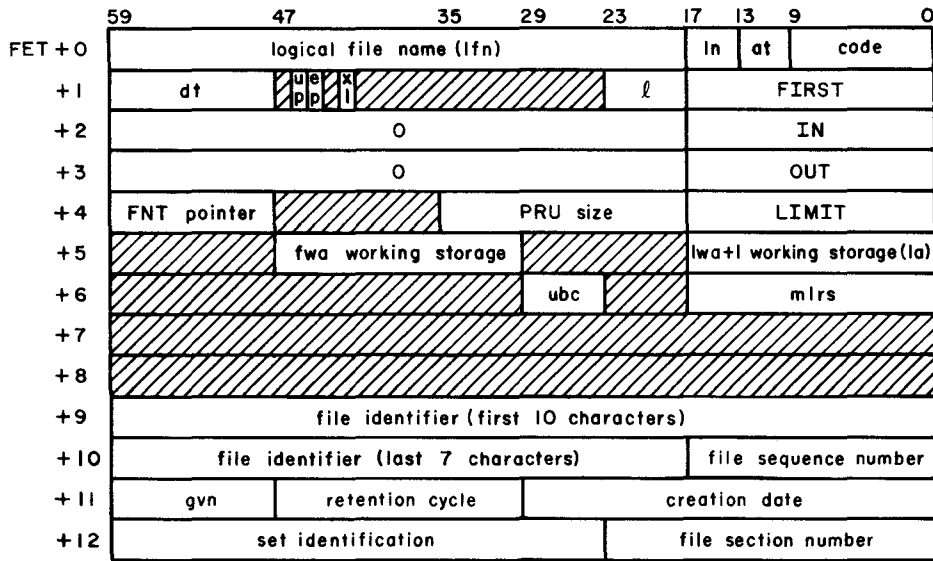 59 47 35 29 23 17 13 9 0
FET +0 logical file name (lfn) ln at code
+1 dt up ep xl ℓ FIRST
+2 0 IN
+3 0 OUT
+4 FNT pointer PRU size LIMIT
+5 fwa working storage lwa+1 working storage(la)
+6 ubc mlrs
+7
+8
+9 file identifier (first 10 characters)
+10 file identifier (last 7 characters) file sequence number
+11 gvn retention cycle creation date
+12 set identification file section number